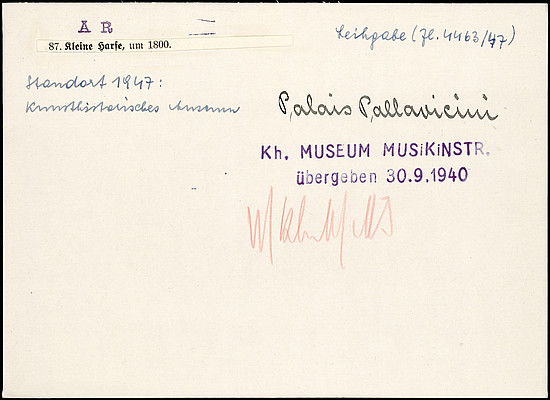 AR
87. Kleine Harfe, um 1800.
Leihgabe (Zl. 4463/47)
Standort 1947:
Kunsthistorisches Museum
Palais Pallavicini
Kh. MUSEUM MUSiKiNSTR.
übergeben 30.9.1940